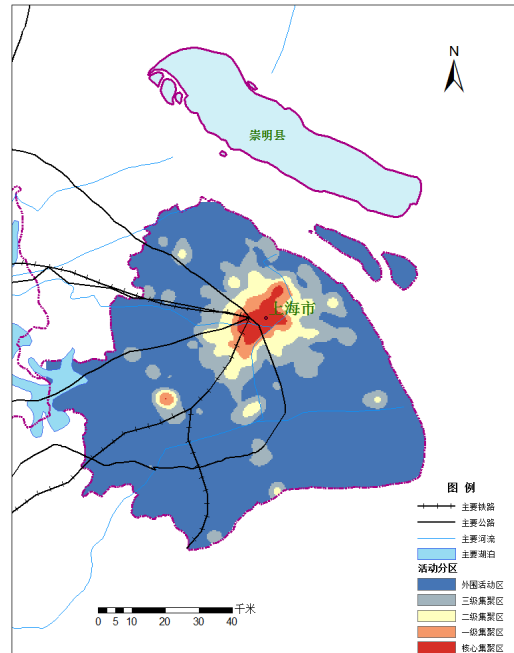 N
崇明县
上海市
图 例
主要铁路
主要公路
主要河流
主要湖泊
活动分区
外围活动区
三级集聚区
二级集聚区
一级集聚区
核心集聚区
千米
0 5 10 20 30 40